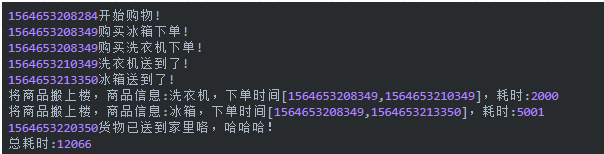 1564653208284开始购物!
1564653208349购买冰箱下单!
1564653208349购买洗衣机下单!
1564653210349洗衣机送到了!
1564653213350冰箱送到了!
将商品搬上楼，商品信息:洗衣机，下单时间[1564653208349,1564653210349]，耗时:2000
将商品搬上楼，商品信息:冰箱，下单时间[1564653208349,1564653213350]，耗时:5001
1564653220350货物已送到家里咯，哈哈哈!
总耗时:12066